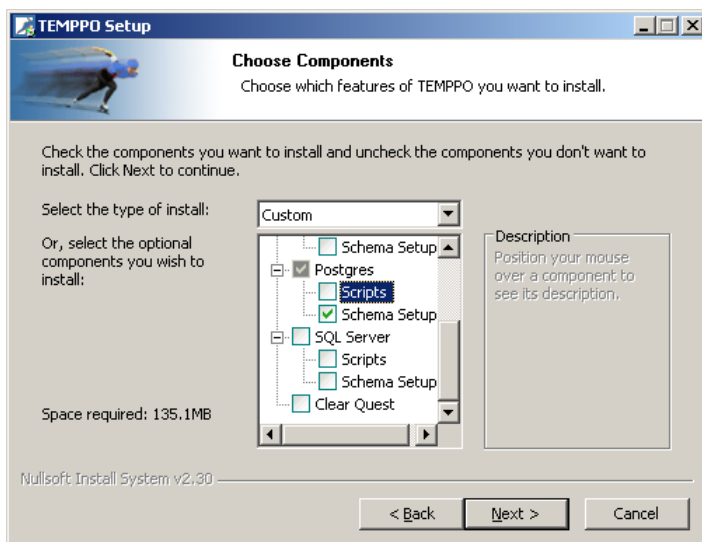 TEMPPO Setup
Choose Components
Choose which features of TEMPPO you want to install.
Check the components you want to install and uncheck the components you don't want to
install. Click Next to continue.
Select the type of install:
Custom
Or, select the optional
components you wish to
install:
Schema Setup
Postgres
Scripts
Schema Setup
SQL Server
Scripts
Schema Setup
Clear Quest
Description
Position your mouse
over a component to
see its description.
Space required: 135.1MB
Nullsoft Install System v2.30
< Back
Next >
Cancel